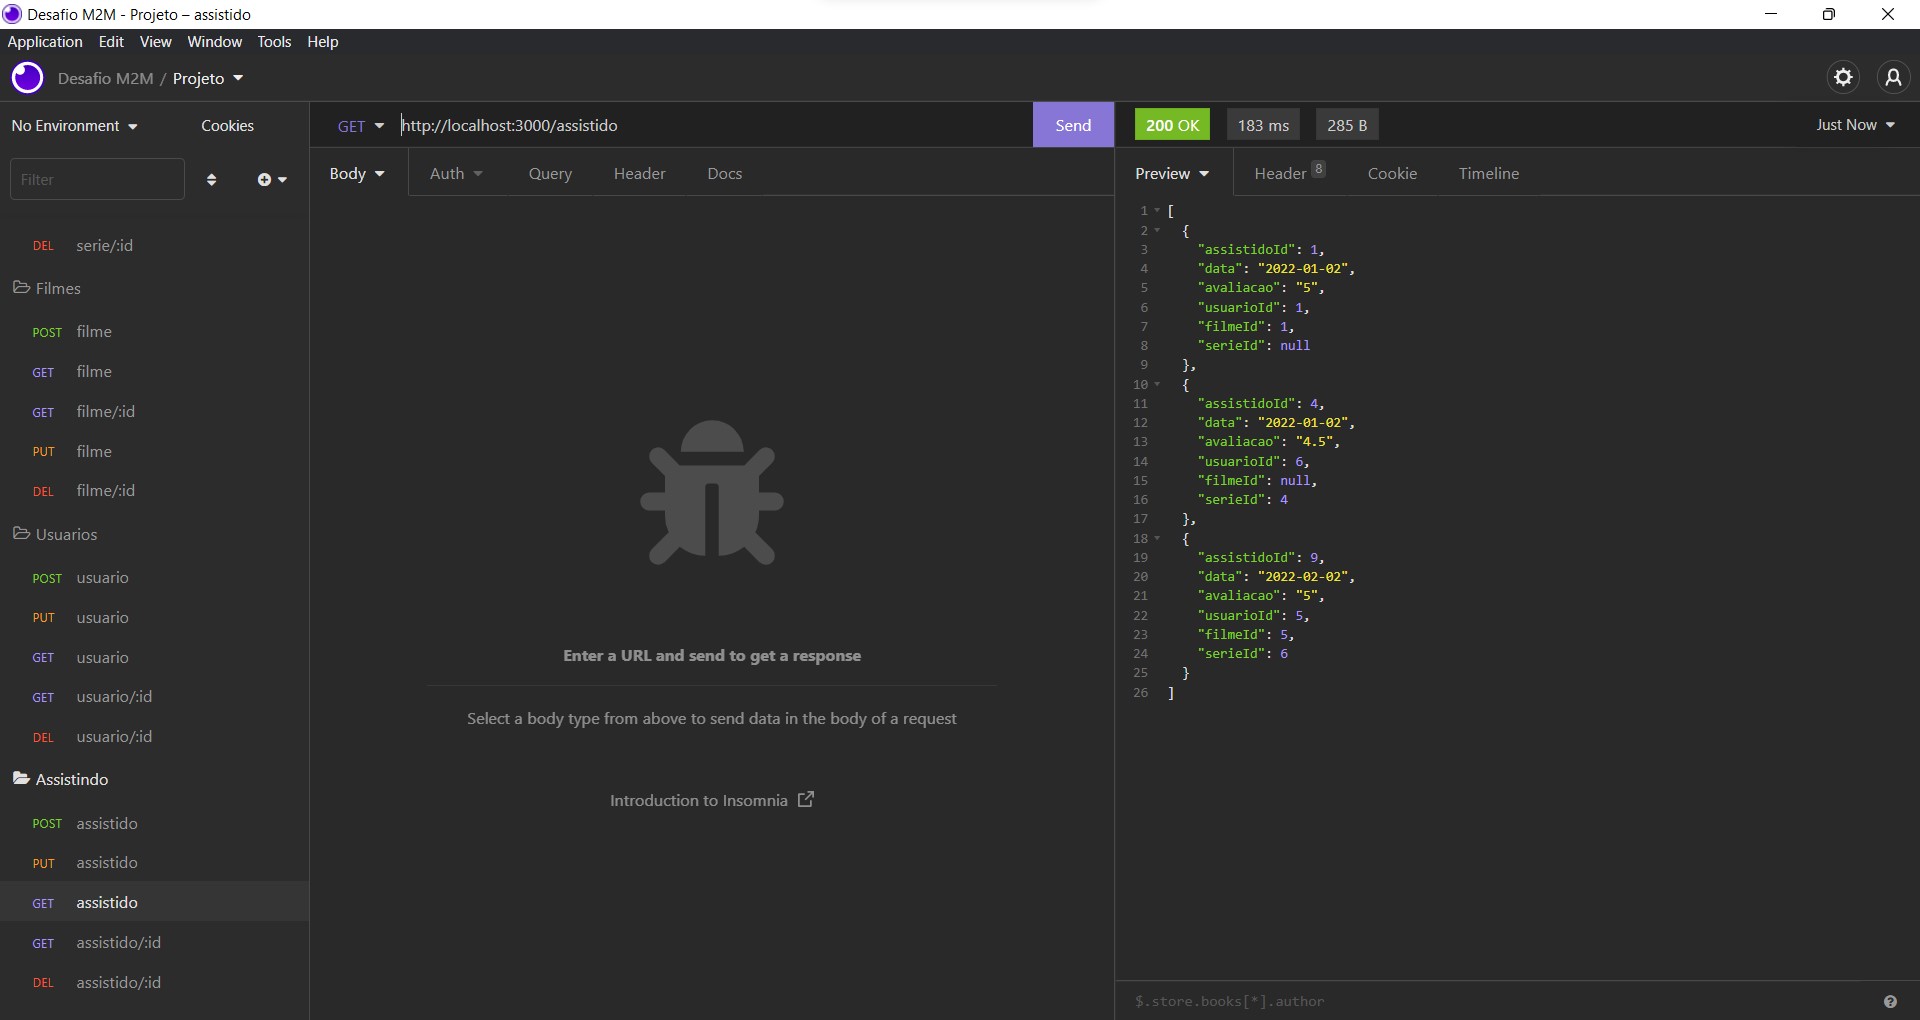 Desafio M2M - Projeto – assistido
Application Edit View Window Tools Help
Desafio M2M / Projeto
No Environment Cookies
Filter
DEL serie/:id
Filmes
POST filme
GET filme
GET filme/:id
PUT filme
DEL filme/:id
Usuarios
POST usuario
PUT usuario
GET usuario
GET usuario/:id
DEL usuario/:id
Assistindo
POST assistido
PUT assistido
GET assistido
GET assistido/:id
DEL assistido/:id
GET http://localhost:3000/assistido Send
Body Auth Query Header Docs
Enter a URL and send to get a response
Select a body type from above to send data in the body of a request
Introduction to Insomnia
200 OK 183 ms 285 B Just Now
Preview Header 8 Cookie Timeline
1 [
2 {
3 "assistidoId": 1,
4 "data": "2022-01-02",
5 "avaliacao": "5",
6 "usuarioId": 1,
7 "filmeId": 1,
8 "serieId": null
9 },
10 {
11 "assistidoId": 4,
12 "data": "2022-01-02",
13 "avaliacao": "4.5",
14 "usuarioId": 6,
15 "filmeId": null,
16 "serieId": 4
17 },
18 {
19 "assistidoId": 9,
20 "data": "2022-02-02",
21 "avaliacao": "5",
22 "usuarioId": 5,
23 "filmeId": 5,
24 "serieId": 6
25 }
26 ]
$.store.books[*].author